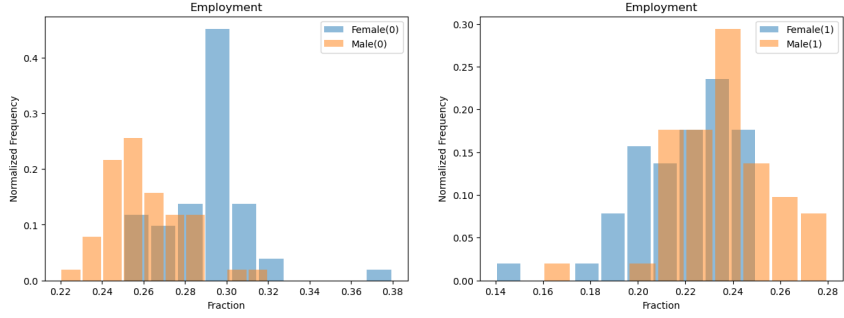 Employment
Female(0)
Male(0)
Normalized Frequency
0.4
0.3
0.2
0.1
0.0
0.22 0.24 0.26 0.28 0.30 0.32 0.34 0.36 0.38
Fraction
Employment
Female(1)
Male(1)
Normalized Frequency
0.30
0.25
0.20
0.15
0.10
0.05
0.00
0.14 0.16 0.18 0.20 0.22 0.24 0.26 0.28
Fraction